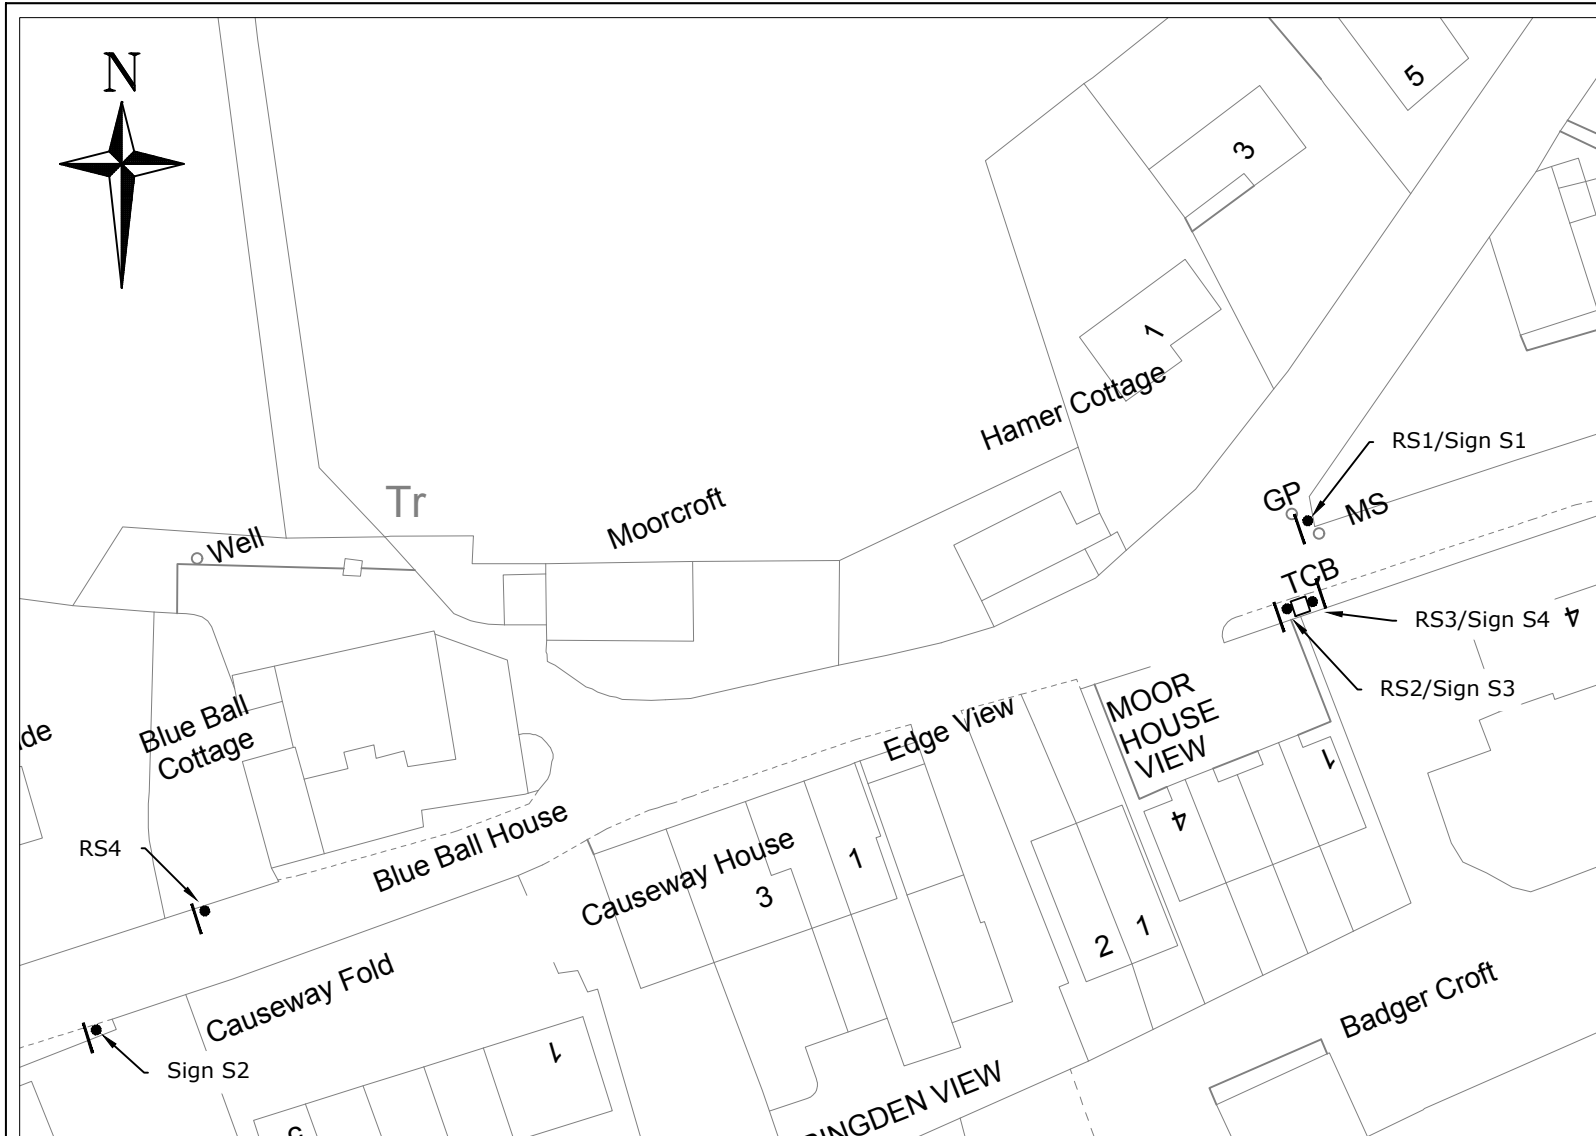 N
5
3
1
Hamer Cottage
RS1/Sign S1
GP
MS
Tr
Moorcroft
Well
TCB
RS3/Sign S4
4
RS2/Sign S3
MOOR
HOUSE
VIEW
Blue Ball
Cottage
Edge View
1
4
RS4
Blue Ball House
Causeway House
3
1
2
1
Causeway Fold
Sign S2
1
Badger Croft